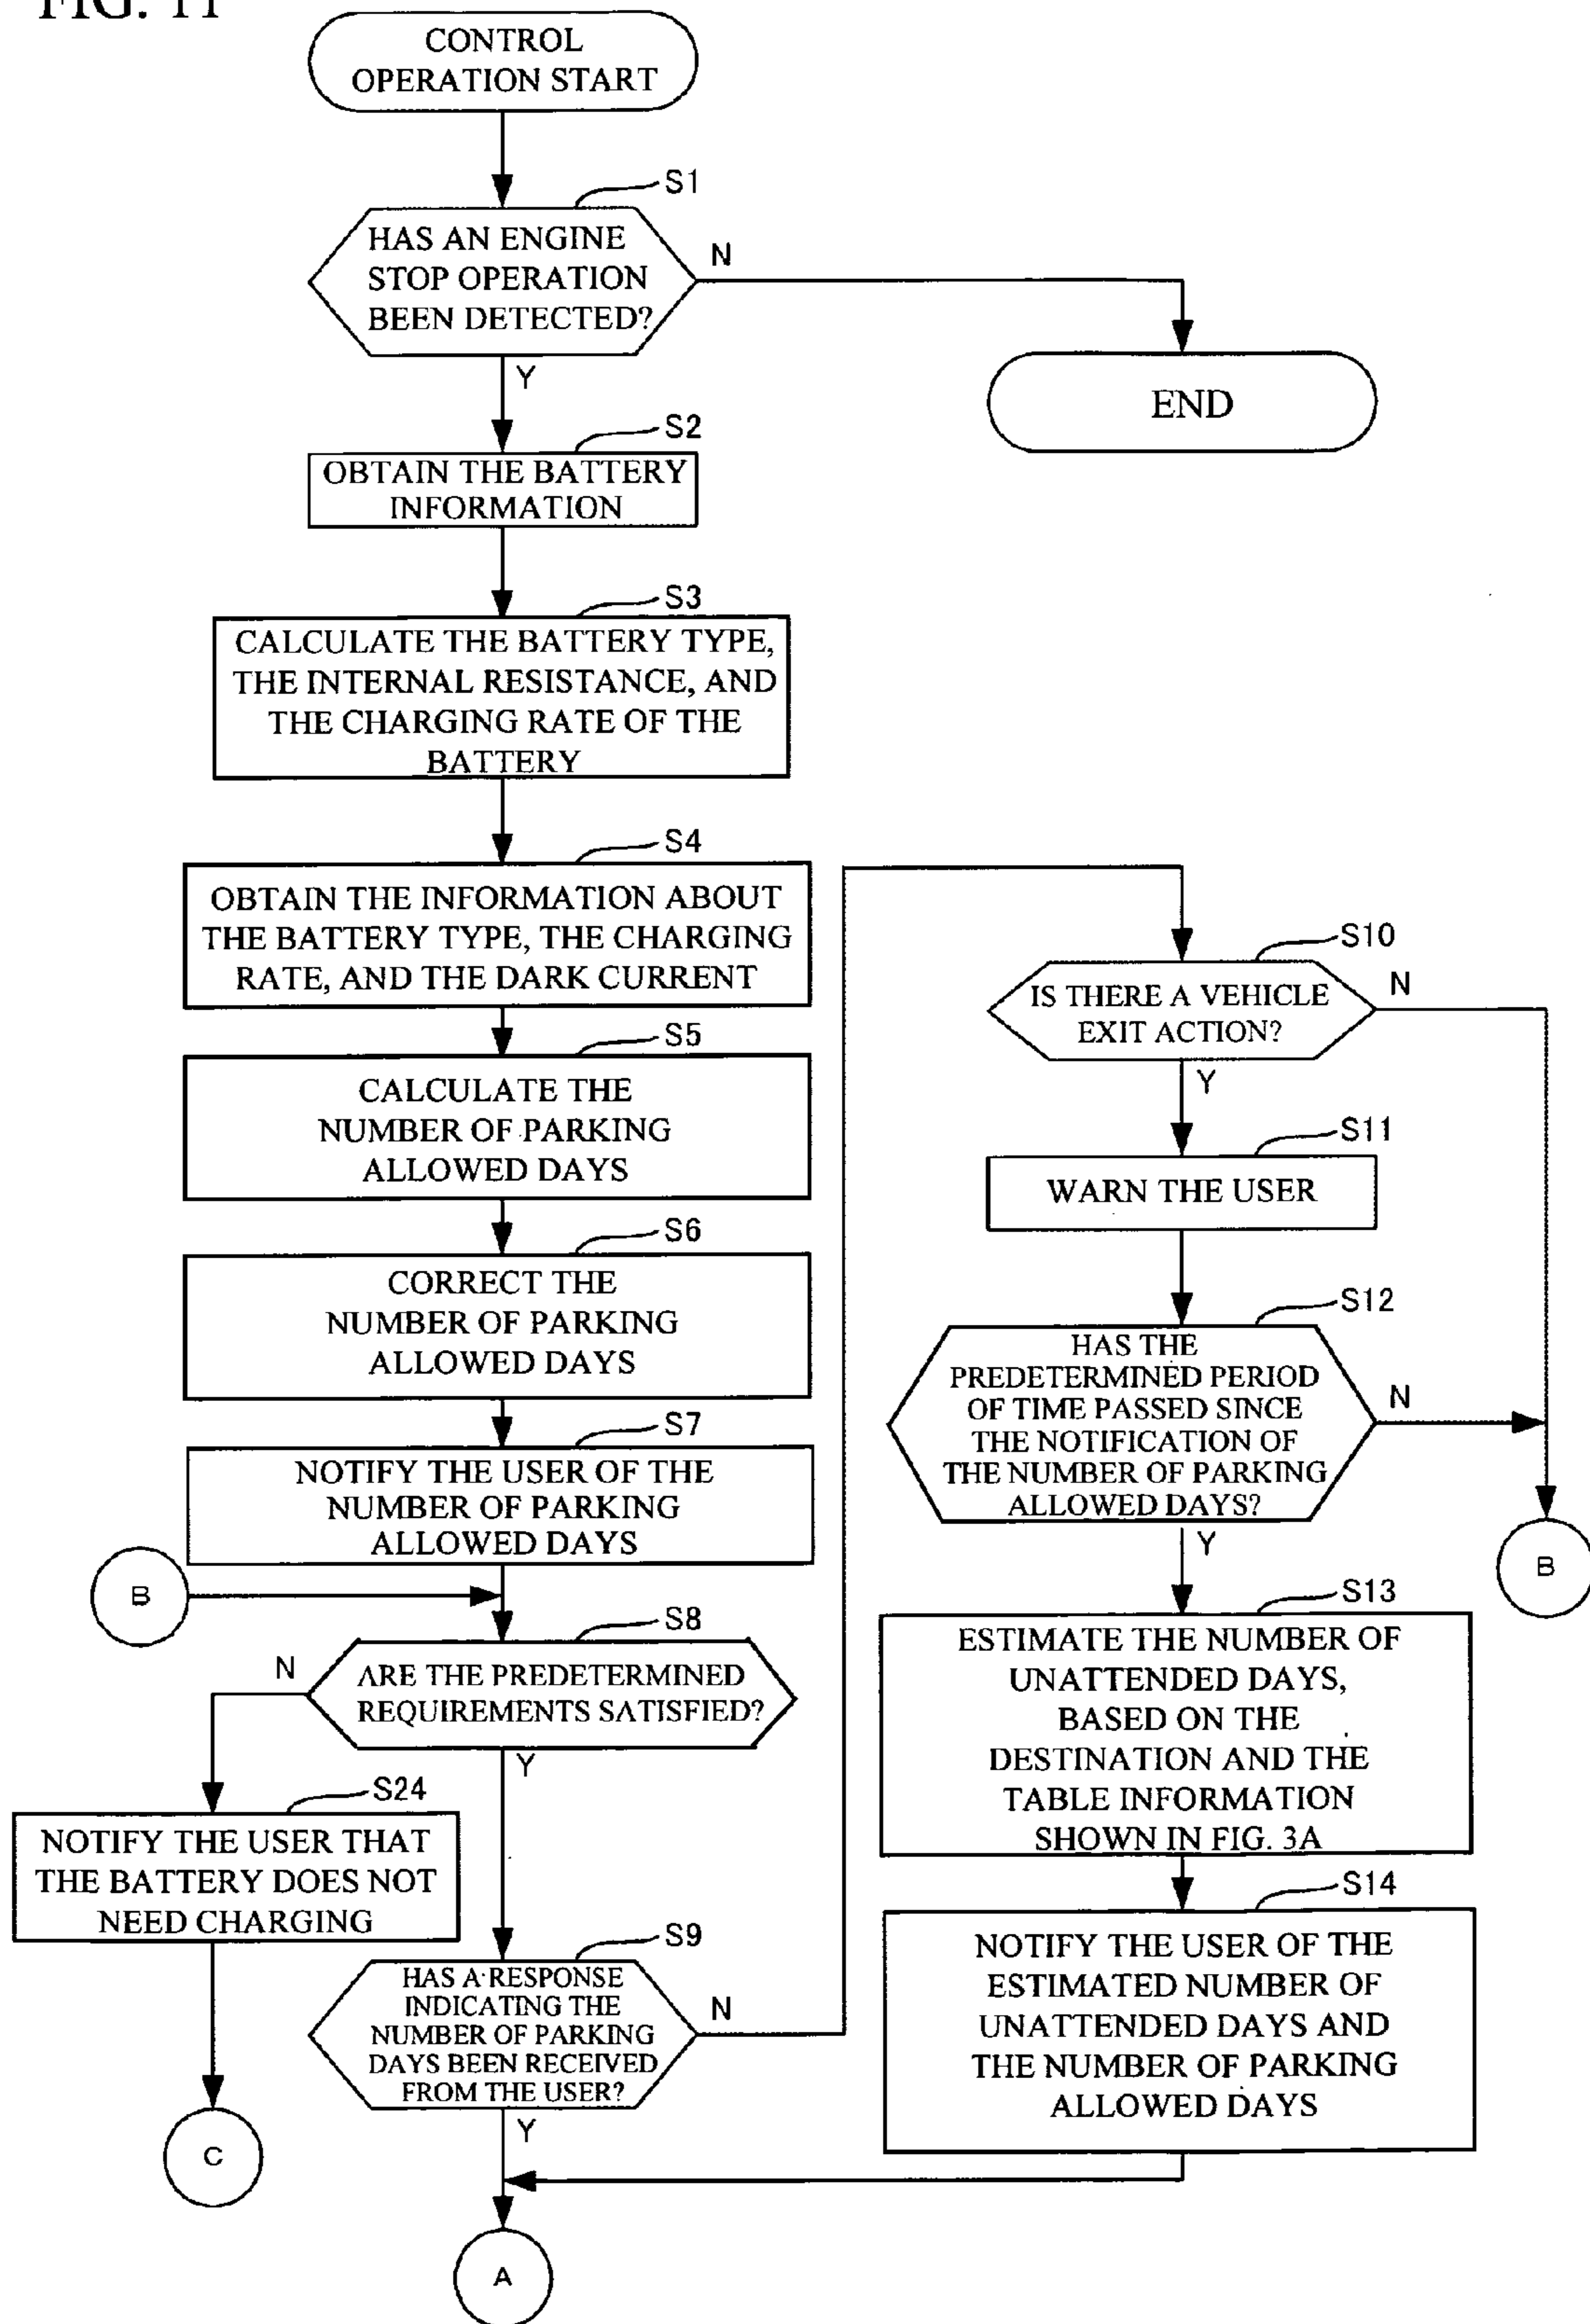 FIG. 11
CONTROL
OPERATION START
S1
HAS AN ENGINE
STOP OPERATION
BEEN DETECTED?
N
Y
END
S2
OBTAIN THE BATTERY
INFORMATION
S3
CALCULATE THE BATTERY TYPE,
THE INTERNAL RESISTANCE, AND
THE CHARGING RATE OF THE
BATTERY
S4
OBTAIN THE INFORMATION ABOUT
THE BATTERY TYPE, THE CHARGING
RATE, AND THE DARK CURRENT
S5
CALCULATE THE
NUMBER OF PARKING
ALLOWED DAYS
S6
CORRECT THE
NUMBER OF PARKING
ALLOWED DAYS
S7
NOTIFY THE USER OF THE
NUMBER OF PARKING
ALLOWED DAYS
B
S8
ARE THE PREDETERMINED
REQUIREMENTS SATISFIED?
N
Y
S24
NOTIFY THE USER THAT
THE BATTERY DOES NOT
NEED CHARGING
C
S9
HAS A RESPONSE
INDICATING THE
NUMBER OF PARKING
DAYS BEEN RECEIVED
FROM THE USER?
N
Y
A
S10
IS THERE A VEHICLE
EXIT ACTION?
N
Y
S11
WARN THE USER
S12
HAS THE
PREDETERMINED PERIOD
OF TIME PASSED SINCE
THE NOTIFICATION OF
THE NUMBER OF PARKING
ALLOWED DAYS?
N
Y
B
S13
ESTIMATE THE NUMBER OF
UNATTENDED DAYS,
BASED ON THE
DESTINATION AND THE
TABLE INFORMATION
SHOWN IN FIG. 3A
S14
NOTIFY THE USER OF THE
ESTIMATED NUMBER OF
UNATTENDED DAYS AND
THE NUMBER OF PARKING
ALLOWED DAYS